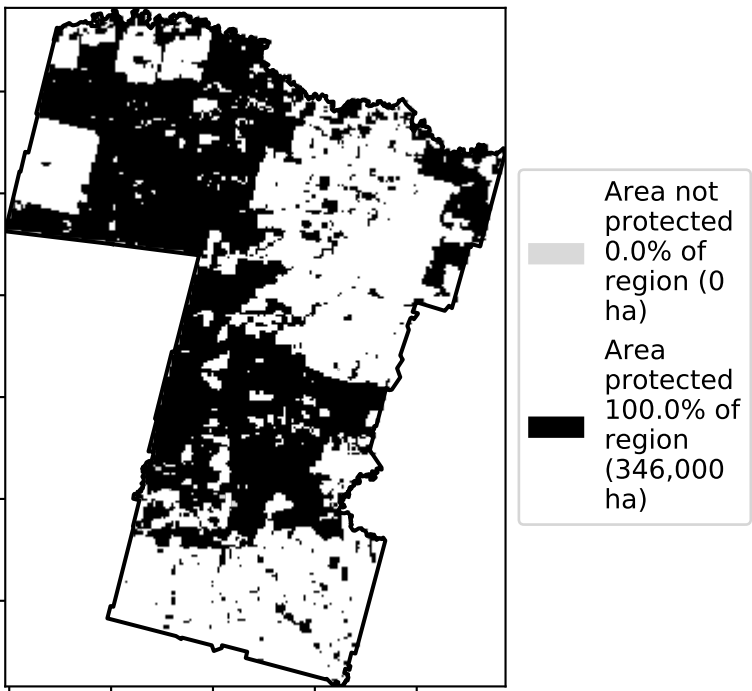 Area not
protected
0.0% of
region (0
ha)
Area
protected
100.0% of
region
(346,000
ha)